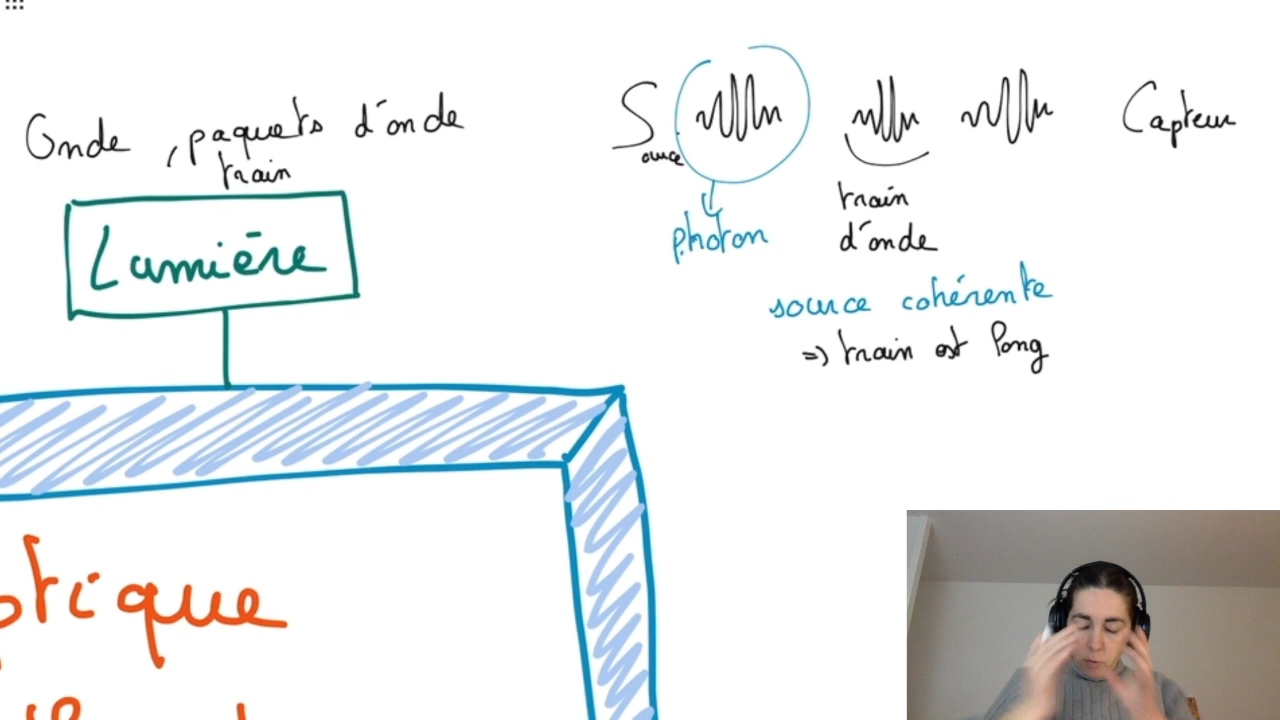 Onde, paquets d'onde
train
Lumière
Source
Capteur
photon
train
d'onde
source cohérente
=> train est long
ptique